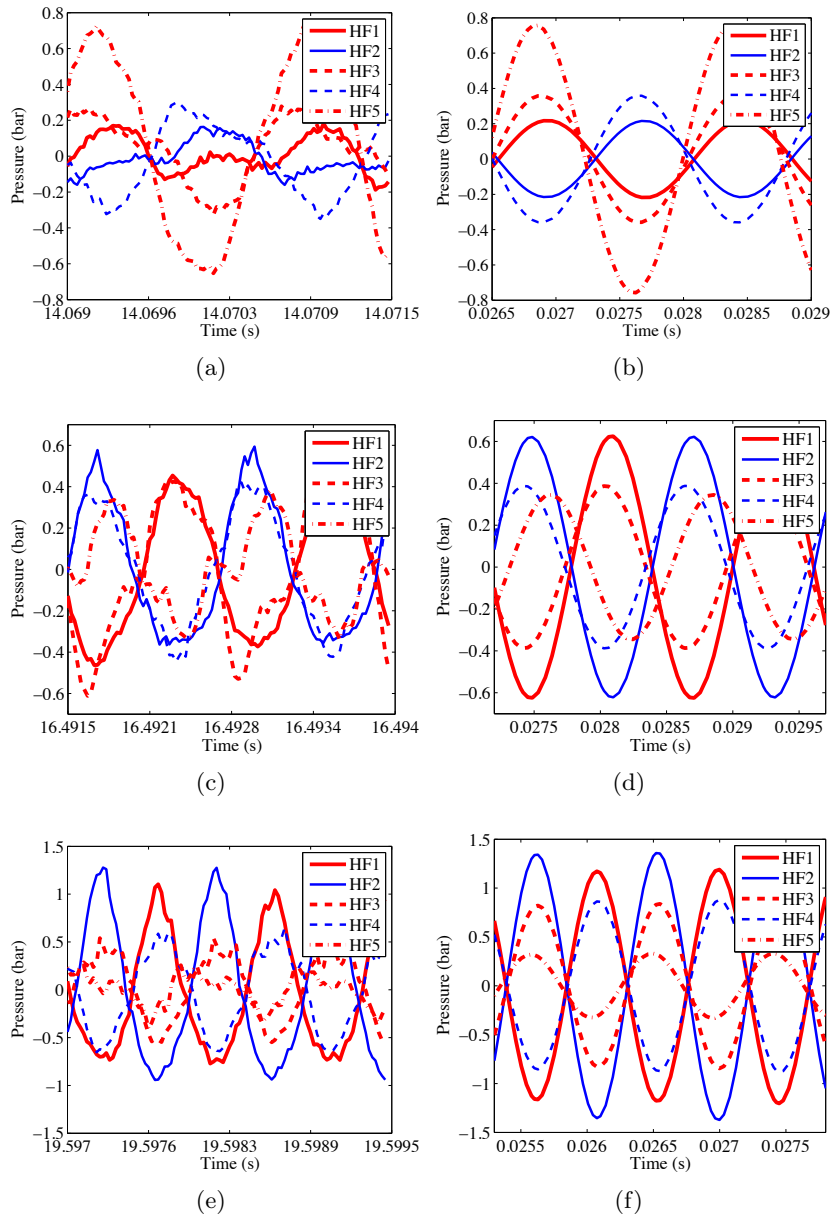 0.8
0.6
0.4
0.2
0
−0.2
−0.4
−0.6
−0.8
Pressure (bar)
HF1
HF2
HF3
HF4
HF5
14.069
14.0696
14.0703
14.0709
14.0715
Time (s)
(a)
0.8
0.6
0.4
0.2
0
−0.2
−0.4
−0.6
−0.8
Pressure (bar)
HF1
HF2
HF3
HF4
HF5
0.0265
0.027
0.0275
0.028
0.0285
0.029
Time (s)
(b)
0.6
0.4
0.2
0
−0.2
−0.4
−0.6
Pressure (bar)
HF1
HF2
HF3
HF4
HF5
16.4915
16.4921
16.4928
16.4934
16.494
Time (s)
(c)
0.6
0.4
0.2
0
−0.2
−0.4
−0.6
Pressure (bar)
HF1
HF2
HF3
HF4
HF5
0.0275
0.028
0.0285
0.029
0.0295
Time (s)
(d)
1.5
1
0.5
0
−0.5
−1
−1.5
Pressure (bar)
HF1
HF2
HF3
HF4
HF5
19.597
19.5976
19.5983
19.5989
19.5995
Time (s)
(e)
1.5
1
0.5
0
−0.5
−1
−1.5
Pressure (bar)
HF1
HF2
HF3
HF4
HF5
0.0255
0.026
0.0265
0.027
0.0275
Time (s)
(f)